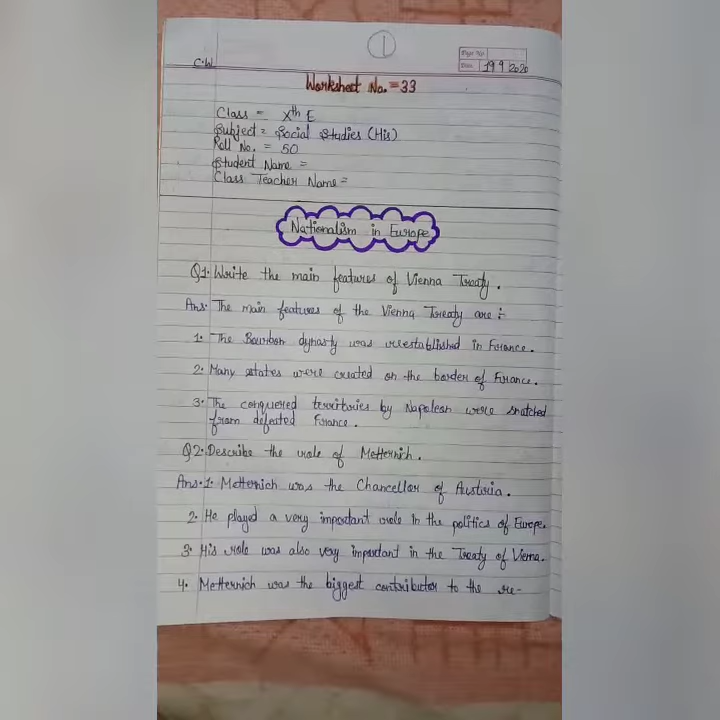 1
C.W
Page No.
Date 19 9 2020
Worksheet No. = 33
Class = Xth E
Subject = Social Studies (His)
Roll No. = 50
Student Name =
Class Teacher Name =
Nationalism in Europe
Q1. Write the main features of Vienna Treaty.
Ans. The main features of the Vienna Treaty are :-
1. The Bourbon dynasty was reestablished in France.
2. Many states were created on the border of France.
3. The conquered territories by Napolean were snatched
from defeated France.
Q2. Describe the role of Metternich.
Ans. 1. Metternich was the Chancellor of Austria.
2. He played a very important role in the politics of Europe.
3. His role was also very important in the Treaty of Vienna.
4. Metternich was the biggest contributor to the re-